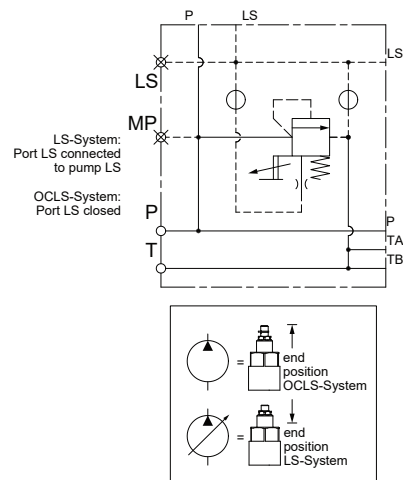 P
LS
LS
LS
MP
LS-System:
Port LS connected
to pump LS
OCLS-System:
Port LS closed
P
P
T
TA
TB
=
end
position
OCLS-System
=
end
position
LS-System